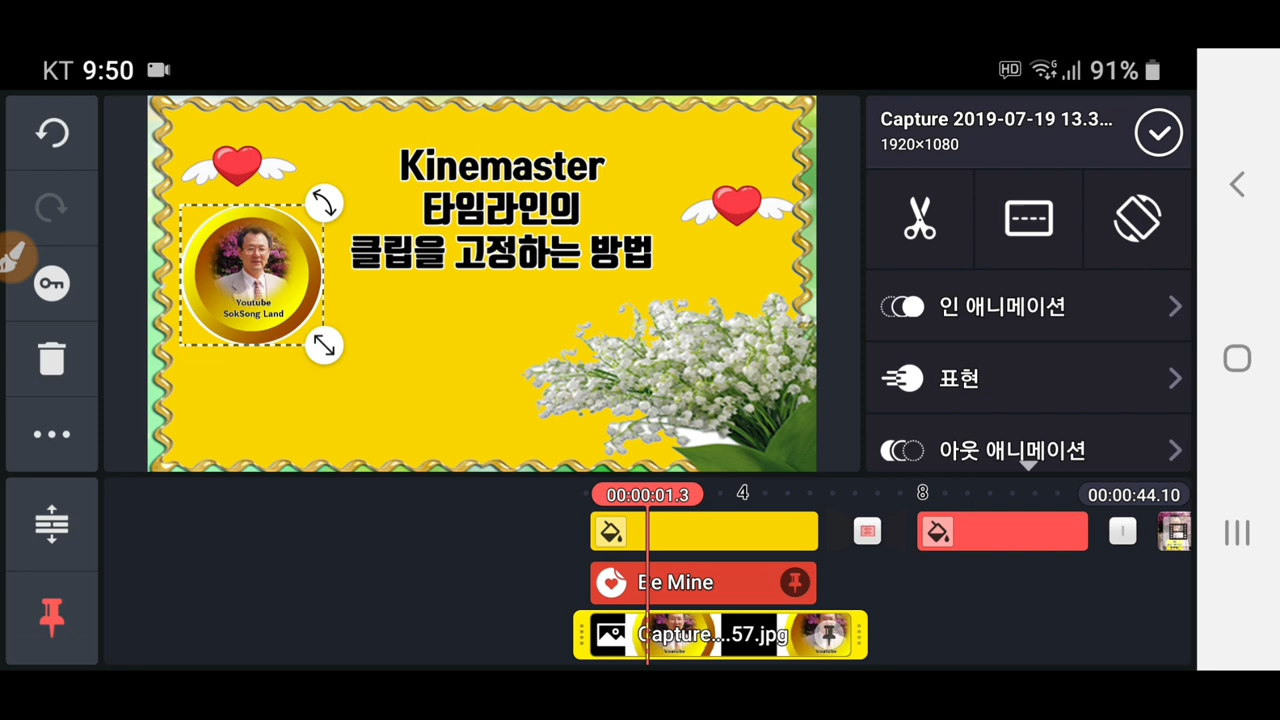 KT 9:50
HD 6 91%
Kinemaster
타임라인의
클립을 고정하는 방법
Youtube
SokSong Land
Capture 2019-07-19 13.3...
1920×1080
인 애니메이션
표현
아웃 애니메이션
00:00:01.3 4 8 00:00:44.10
Be Mine
Capture....57.jpg